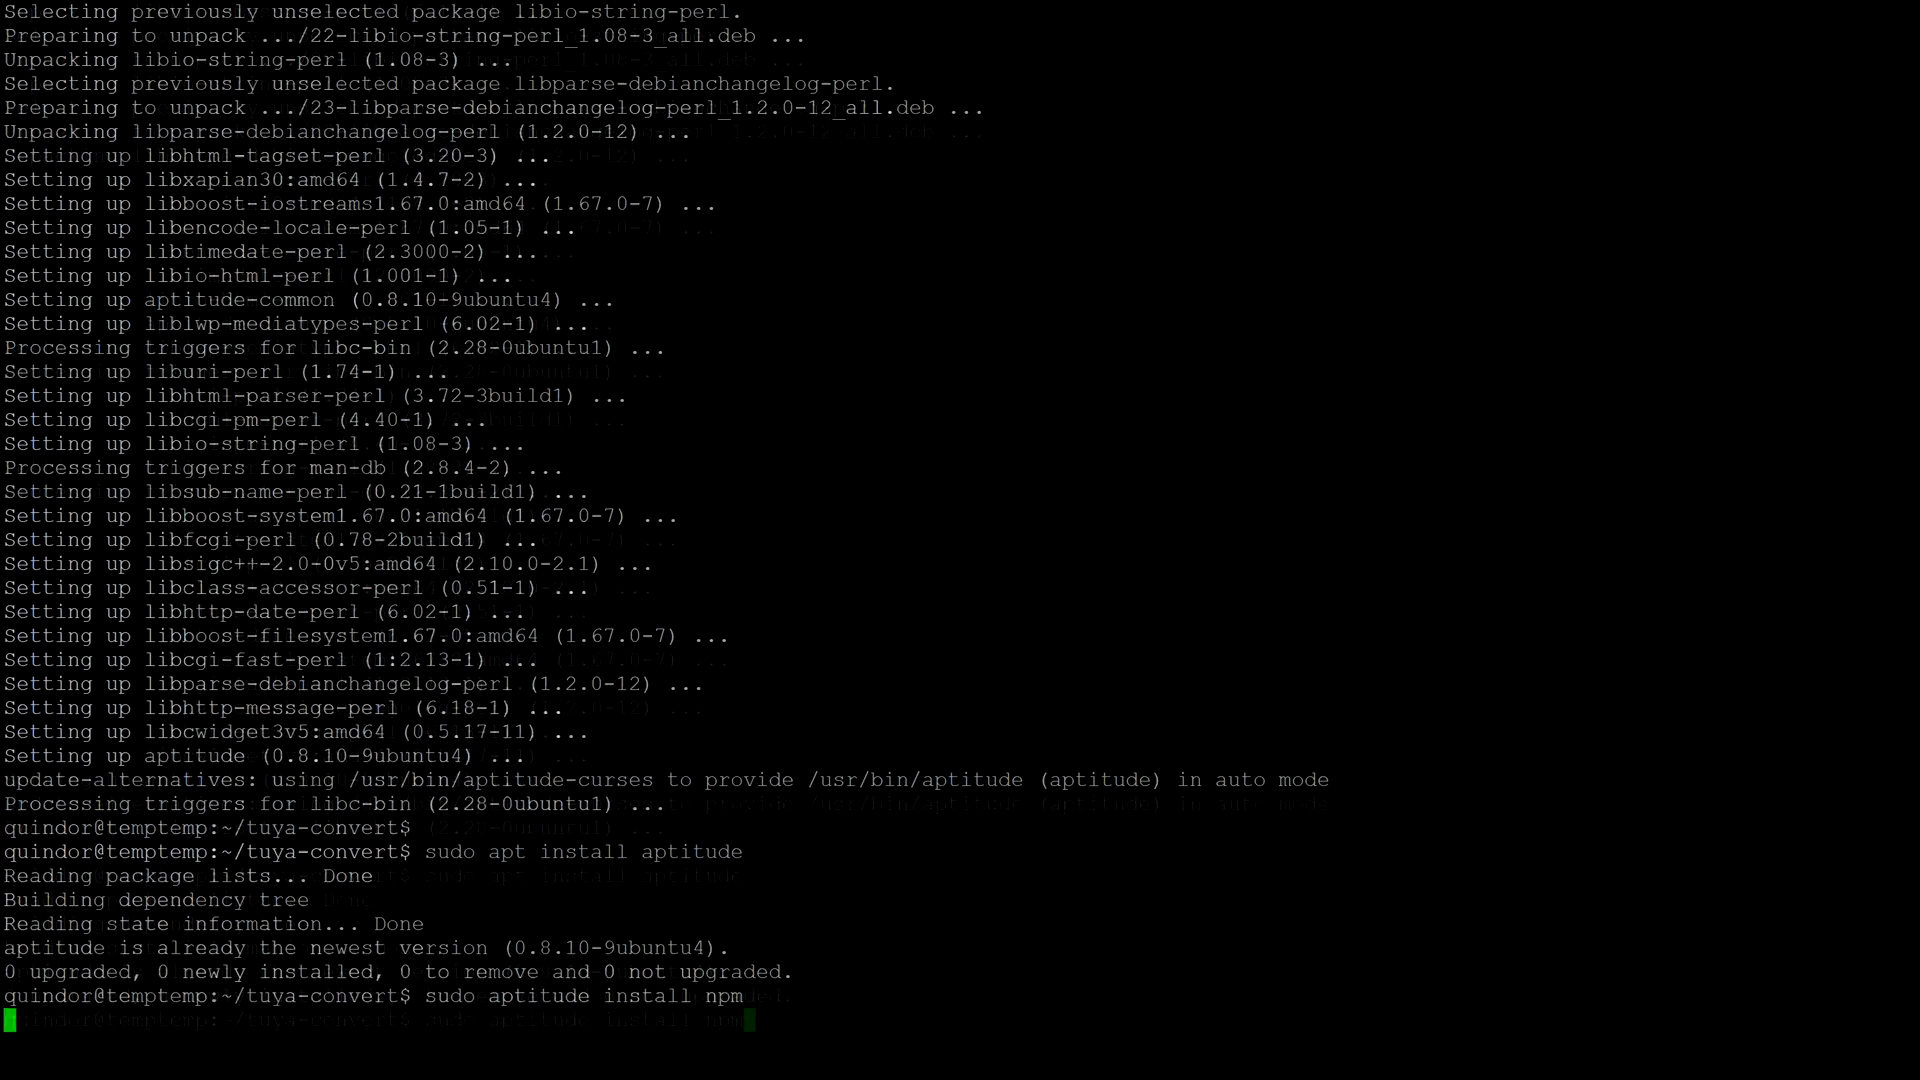 Selecting previously unselected package libio-string-perl.
Preparing to unpack .../22-libio-string-perl_1.08-3_all.deb ...
Unpacking libio-string-perl (1.08-3) ...
Selecting previously unselected package libparse-debianchangelog-perl.
Preparing to unpack .../23-libparse-debianchangelog-perl_1.2.0-12_all.deb ...
Unpacking libparse-debianchangelog-perl (1.2.0-12) ...
Setting up libhtml-tagset-perl (3.20-3) ...
Setting up libxapian30:amd64 (1.4.7-2) ...
Setting up libboost-iostreams1.67.0:amd64 (1.67.0-7) ...
Setting up libencode-locale-perl (1.05-1) ...
Setting up libtimedate-perl (2.3000-2) ...
Setting up libio-html-perl (1.001-1) ...
Setting up aptitude-common (0.8.10-9ubuntu4) ...
Setting up liblwp-mediatypes-perl (6.02-1) ...
Processing triggers for libc-bin (2.28-0ubuntu1) ...
Setting up liburi-perl (1.74-1) ...
Setting up libhtml-parser-perl (3.72-3build1) ...
Setting up libcgi-pm-perl (4.40-1) ...
Setting up libio-string-perl (1.08-3) ...
Processing triggers for man-db (2.8.4-2) ...
Setting up libsub-name-perl (0.21-1build1) ...
Setting up libboost-system1.67.0:amd64 (1.67.0-7) ...
Setting up libfcgi-perl (0.78-2build1) ...
Setting up libsigc++-2.0-0v5:amd64 (2.10.0-2.1) ...
Setting up libclass-accessor-perl (0.51-1) ...
Setting up libhttp-date-perl (6.02-1) ...
Setting up libboost-filesystem1.67.0:amd64 (1.67.0-7) ...
Setting up libcgi-fast-perl (1:2.13-1) ...
Setting up libparse-debianchangelog-perl (1.2.0-12) ...
Setting up libhttp-message-perl (6.18-1) ...
Setting up libcwidget3v5:amd64 (0.5.17-11) ...
Setting up aptitude (0.8.10-9ubuntu4) ...
update-alternatives: using /usr/bin/aptitude-curses to provide /usr/bin/aptitude (aptitude) in auto mode
Processing triggers for libc-bin (2.28-0ubuntu1) ...
quindor@temptemp:~/tuya-convert$
quindor@temptemp:~/tuya-convert$ sudo apt install aptitude
Reading package lists... Done
Building dependency tree
Reading state information... Done
aptitude is already the newest version (0.8.10-9ubuntu4).
0 upgraded, 0 newly installed, 0 to remove and 0 not upgraded.
quindor@temptemp:~/tuya-convert$ sudo aptitude install npm